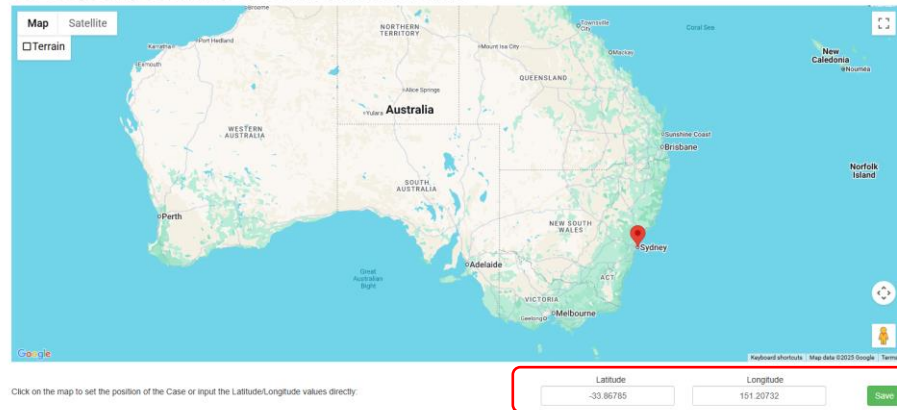 Broome
Map Satellite
Terrain
NORTHERN
TERRITORY
Townsville
City
Coral Sea
Karratha
Port Hedland
Mount Isa City
Mackay
New
Caledonia
Nouméa
Exmouth
QUEENSLAND
Alice Springs
Yulara
Australia
WESTERN
AUSTRALIA
Sunshine Coast
Brisbane
SOUTH
AUSTRALIA
Norfolk
Island
Perth
NEW SOUTH
WALES
Sydney
Adelaide
Great
Australian
Bight
ACT
VICTORIA
Geelong
Melbourne
Google
Keyboard shortcuts Map data ©2025 Google Terms
Click on the map to set the position of the Case or input the Latitude/Longitude values directly:
Latitude Longitude
-33.86785 151.20732 Save